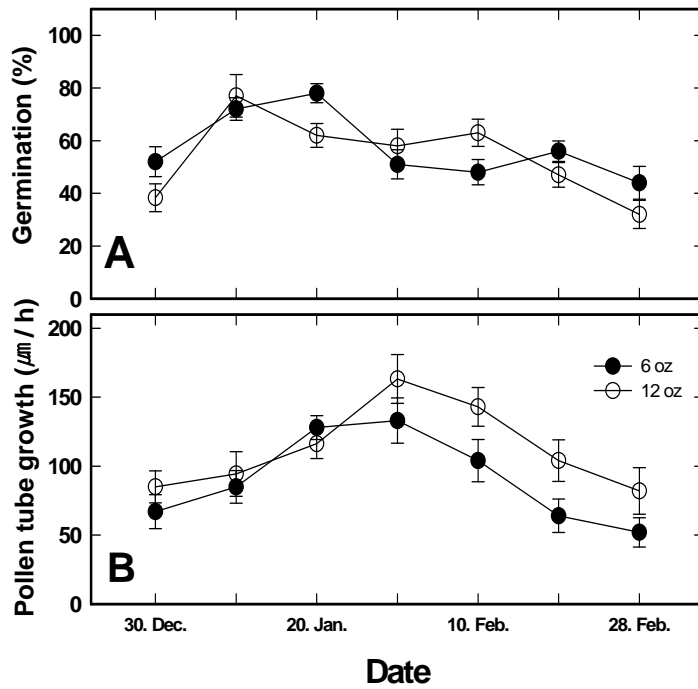 Germination (%)
100
80
60
40
20
0
A
Pollen tube growth (㎛ / h)
200
150
100
50
0
B
6 oz
12 oz
30. Dec.
20. Jan.
10. Feb.
28. Feb.
Date